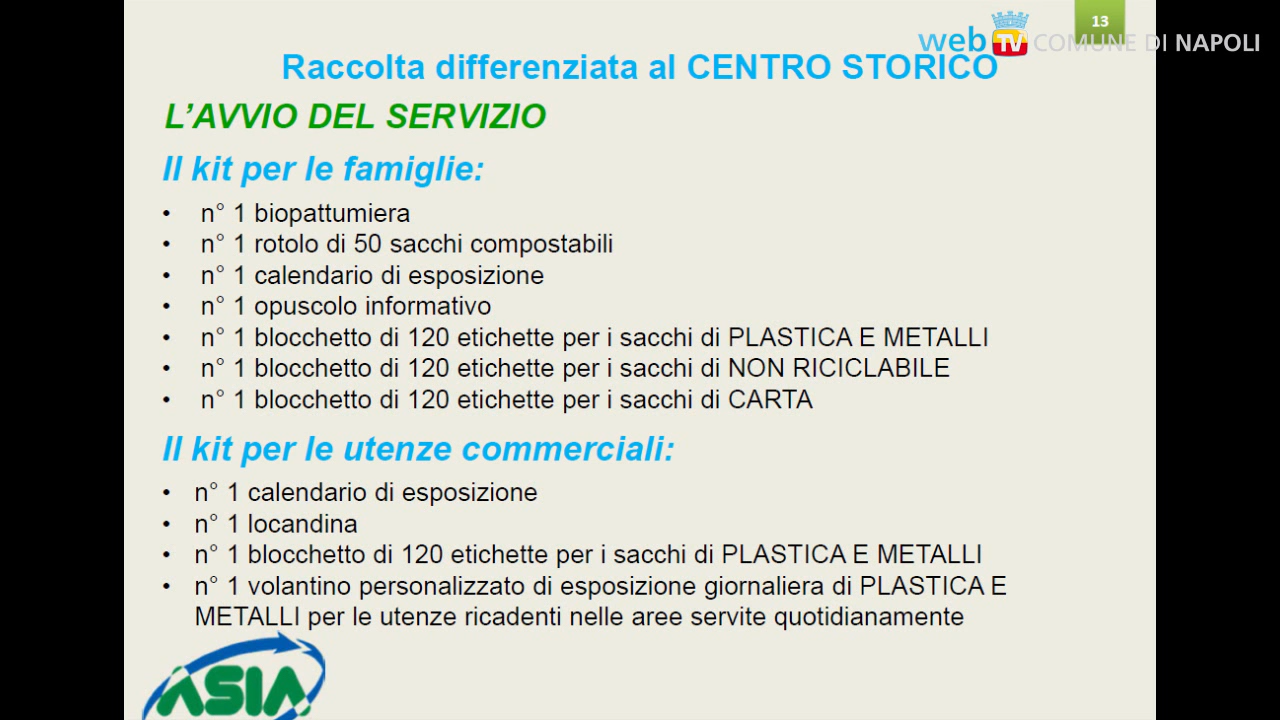 13
web TV COMUNE DI NAPOLI
Raccolta differenziata al CENTRO STORICO
L'AVVIO DEL SERVIZIO
Il kit per le famiglie:
• n° 1 biopattumiera
• n° 1 rotolo di 50 sacchi compostabili
• n° 1 calendario di esposizione
• n° 1 opuscolo informativo
• n° 1 blocchetto di 120 etichette per i sacchi di PLASTICA E METALLI
• n° 1 blocchetto di 120 etichette per i sacchi di NON RICICLABILE
• n° 1 blocchetto di 120 etichette per i sacchi di CARTA
Il kit per le utenze commerciali:
• n° 1 calendario di esposizione
• n° 1 locandina
• n° 1 blocchetto di 120 etichette per i sacchi di PLASTICA E METALLI
• n° 1 volantino personalizzato di esposizione giornaliera di PLASTICA E
METALLI per le utenze ricadenti nelle aree servite quotidianamente
ASIA